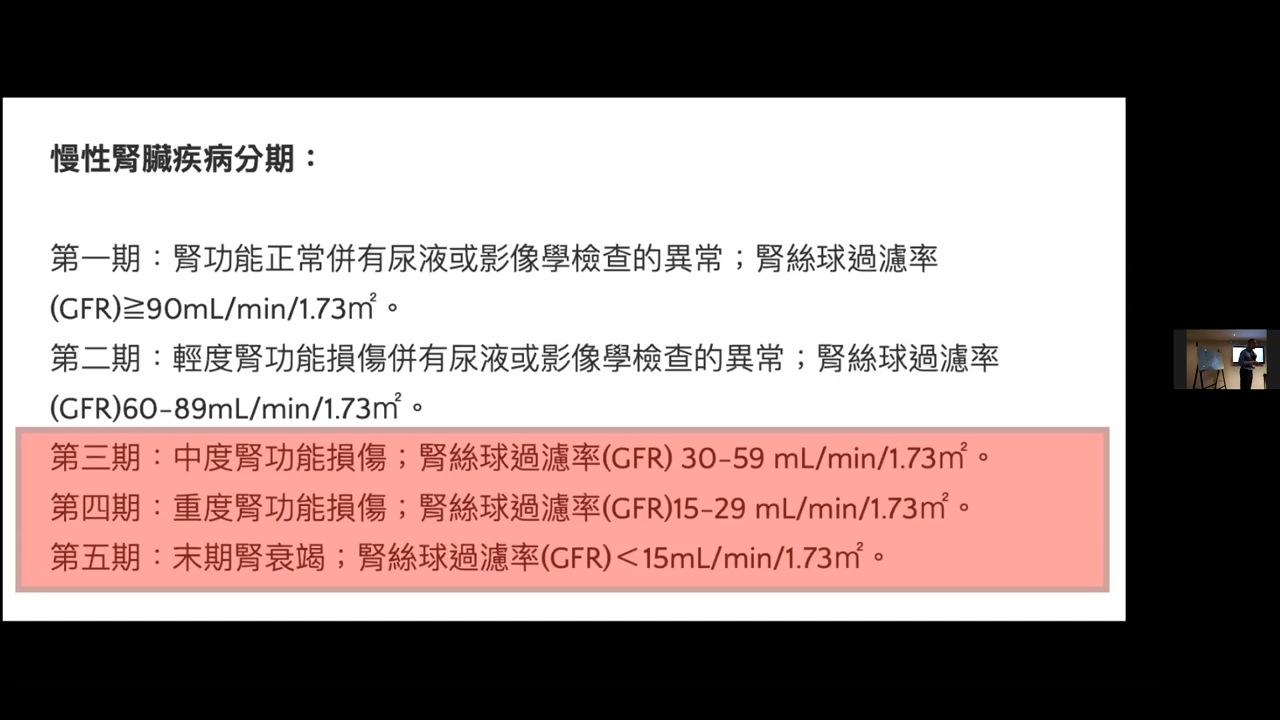 慢性腎臟疾病分期：
第一期：腎功能正常併有尿液或影像學檢查的異常；腎絲球過濾率
(GFR)≧90mL/min/1.73㎡。
第二期：輕度腎功能損傷併有尿液或影像學檢查的異常；腎絲球過濾率
(GFR)60-89mL/min/1.73㎡。
第三期：中度腎功能損傷；腎絲球過濾率(GFR) 30-59 mL/min/1.73㎡。
第四期：重度腎功能損傷；腎絲球過濾率(GFR)15-29 mL/min/1.73㎡。
第五期：末期腎衰竭；腎絲球過濾率(GFR)＜15mL/min/1.73㎡。